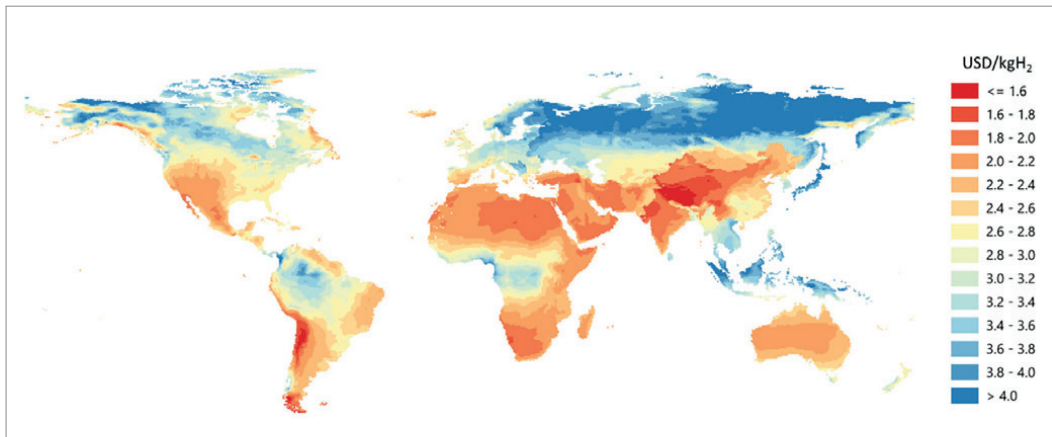 USD/kgH₂
<= 1.6
1.6 - 1.8
1.8 - 2.0
2.0 - 2.2
2.2 - 2.4
2.4 - 2.6
2.6 - 2.8
2.8 - 3.0
3.0 - 3.2
3.2 - 3.4
3.4 - 3.6
3.6 - 3.8
3.8 - 4.0
> 4.0